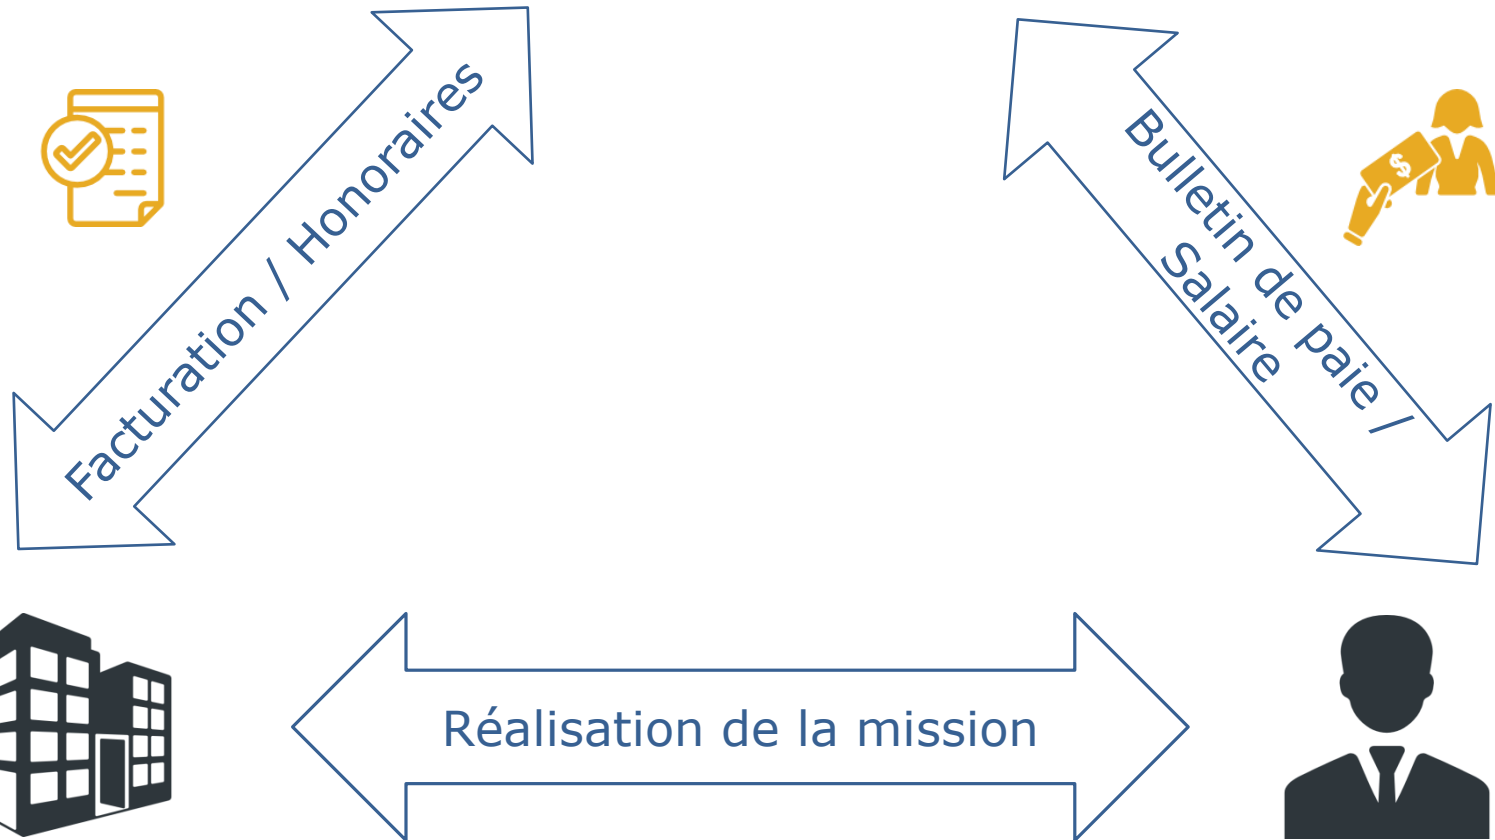 Facturation / Honoraires
Bulletin de paie /
Salaire
$
Réalisation de la mission